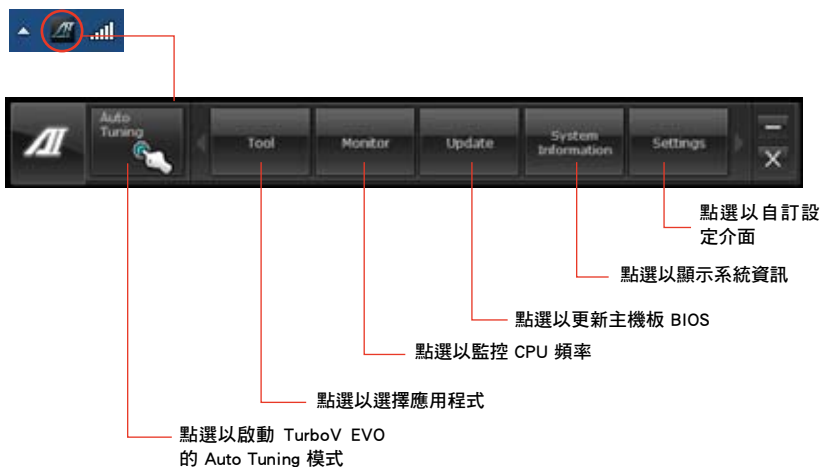 Auto
Tuning
Tool
Monitor
Update
System
Information
Settings
點選以自訂設
定介面
點選以顯示系統資訊
點選以更新主機板 BIOS
點選以監控 CPU 頻率
點選以選擇應用程式
點選以啟動 TurboV EVO
的 Auto Tuning 模式